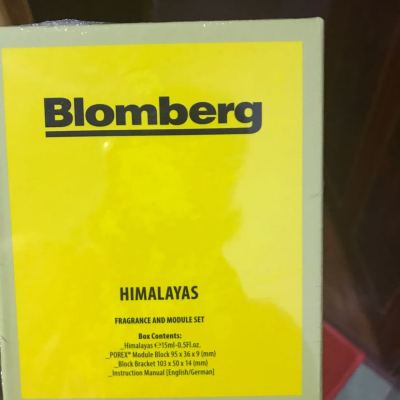 Blomberg
HIMALAYAS
FRAGRANCE AND MODULE SET
Box Contents:
_Himalayas ℮15ml-0.5Fl.oz.
_POREX® Module Block 95 x 36 x 9 (mm)
_Block Bracket 103 x 50 x 14 (mm)
_Instruction Manual [English/German]